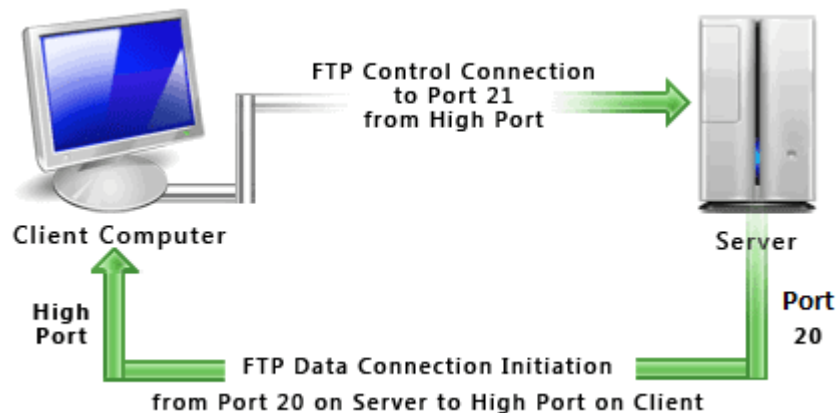 FTP Control Connection
to Port 21
from High Port
Client Computer
Server
High
Port
Port
20
FTP Data Connection Initiation
from Port 20 on Server to High Port on Client